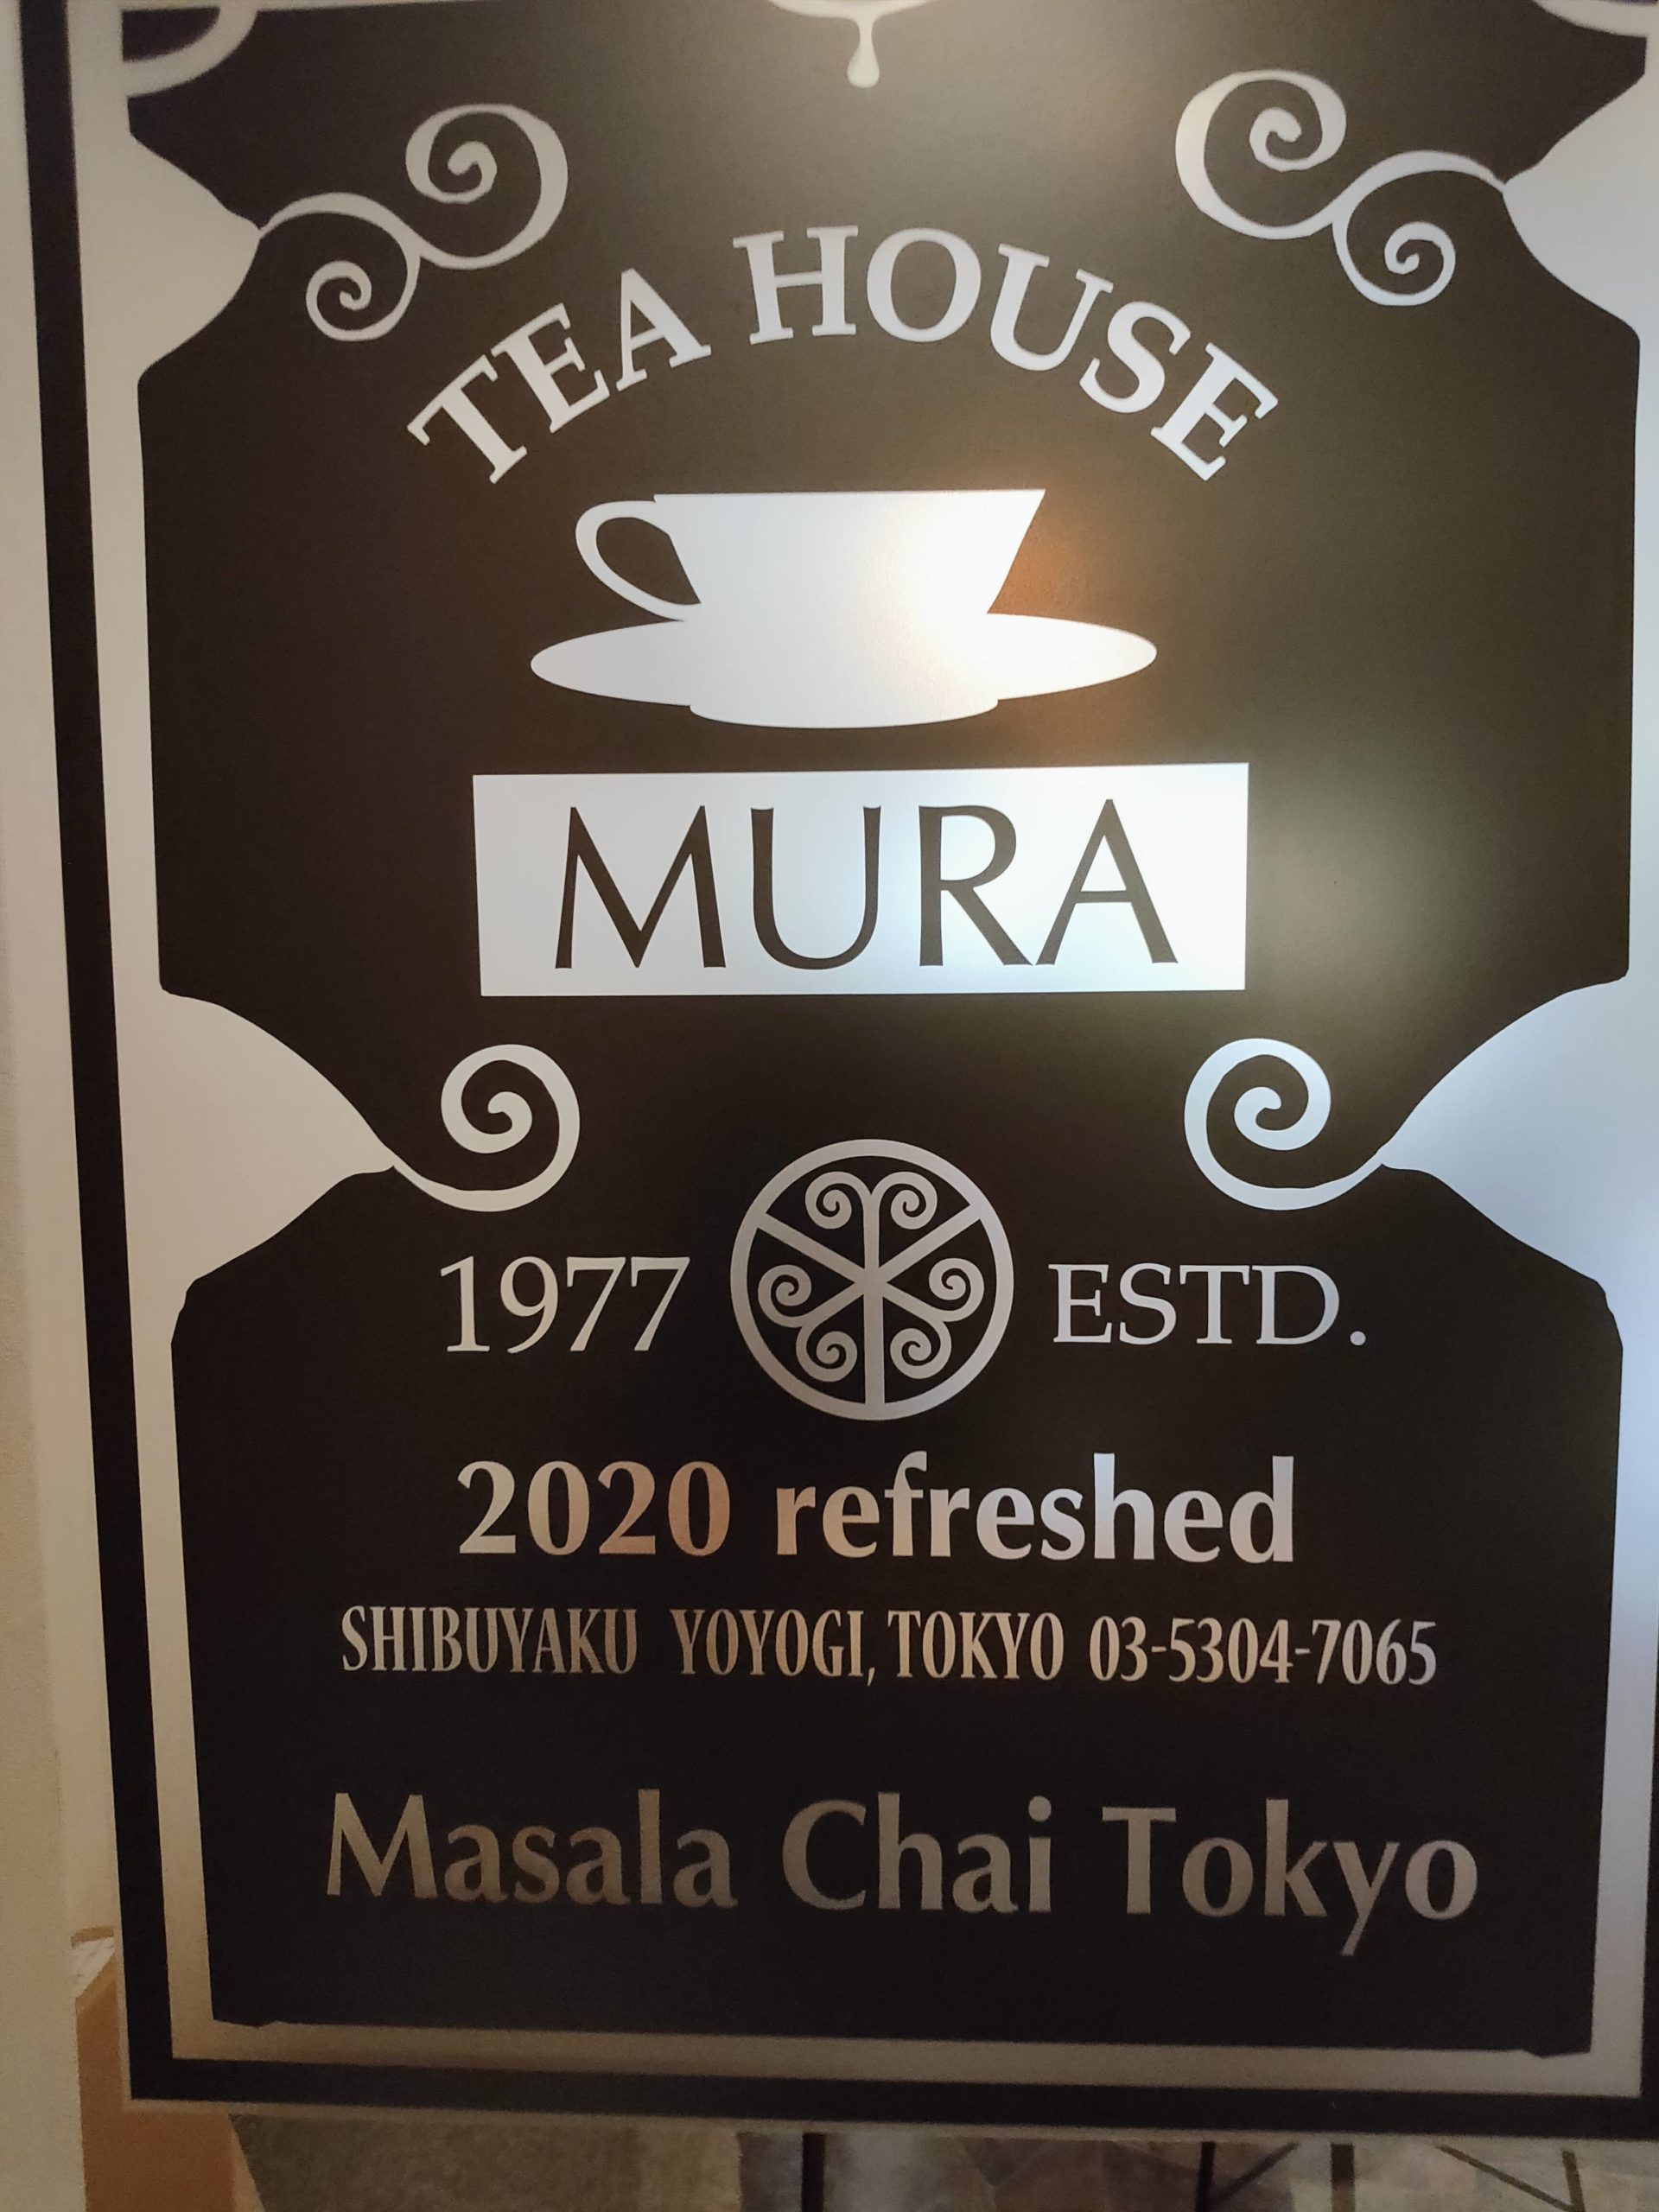 TEA HOUSE
MURA
1977 ESTD.
2020 refreshed
SHIBUYAKU YOYOGI, TOKYO 03-5304-7065
Masala Chai Tokyo